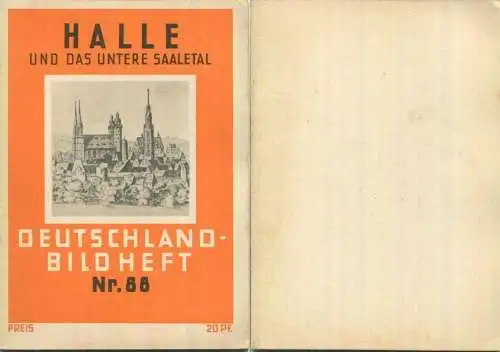 HALLE
UND DAS UNTERE SAALETAL
DEUTSCHLAND-
BILDHEFT
Nr. 88
PREIS 20 Pf.